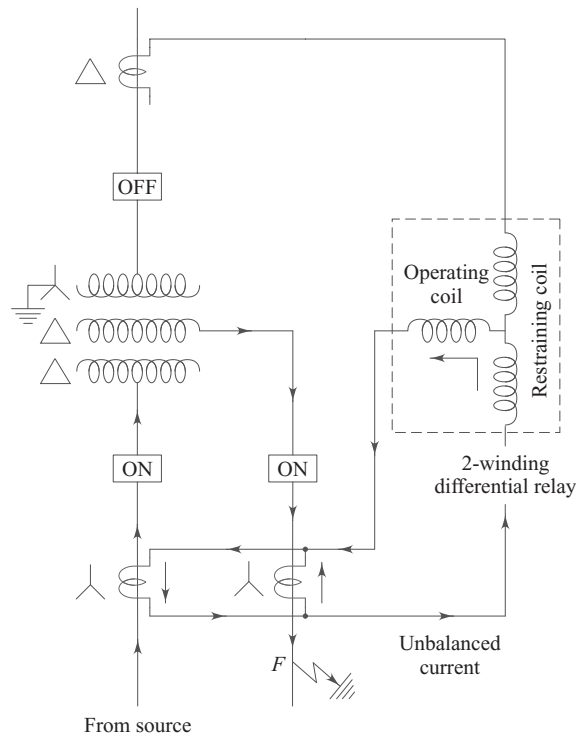 OFF
Operating
coil
Restraining coil
ON
ON
2-winding
differential relay
Unbalanced
current
F
From source